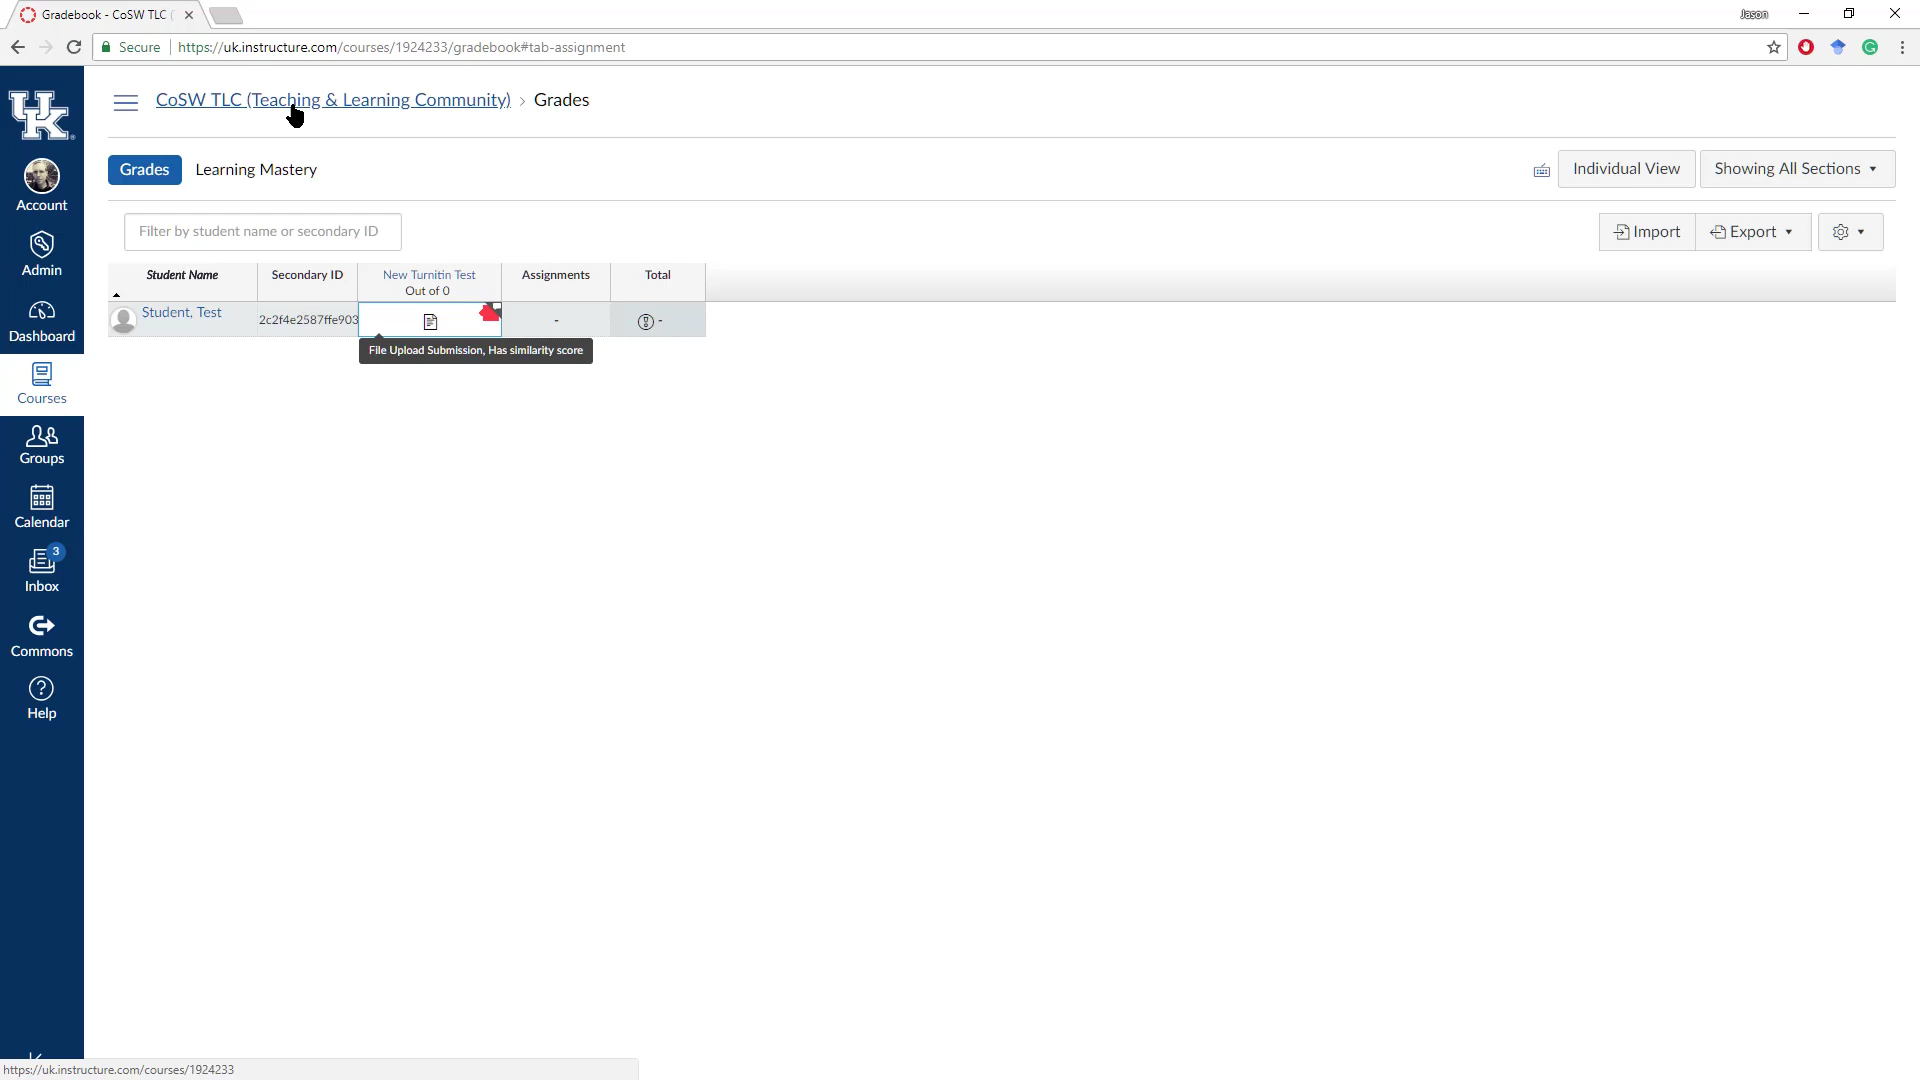 Gradebook - CoSW TLC (
Jason
Secure
https://uk.instructure.com/courses/1924233/gradebook#tab-assignment
UK
CoSW TLC (Teaching & Learning Community) › Grades
Grades
Learning Mastery
Individual View
Showing All Sections
Filter by student name or secondary ID
Import
Export
Student Name
Secondary ID
New Turnitin Test
Out of 0
Assignments
Total
Student, Test
2c2f4e2587ffe903
-
-
File Upload Submission, Has similarity score
Account
Admin
Dashboard
Courses
Groups
Calendar
3
Inbox
Commons
Help
https://uk.instructure.com/courses/1924233